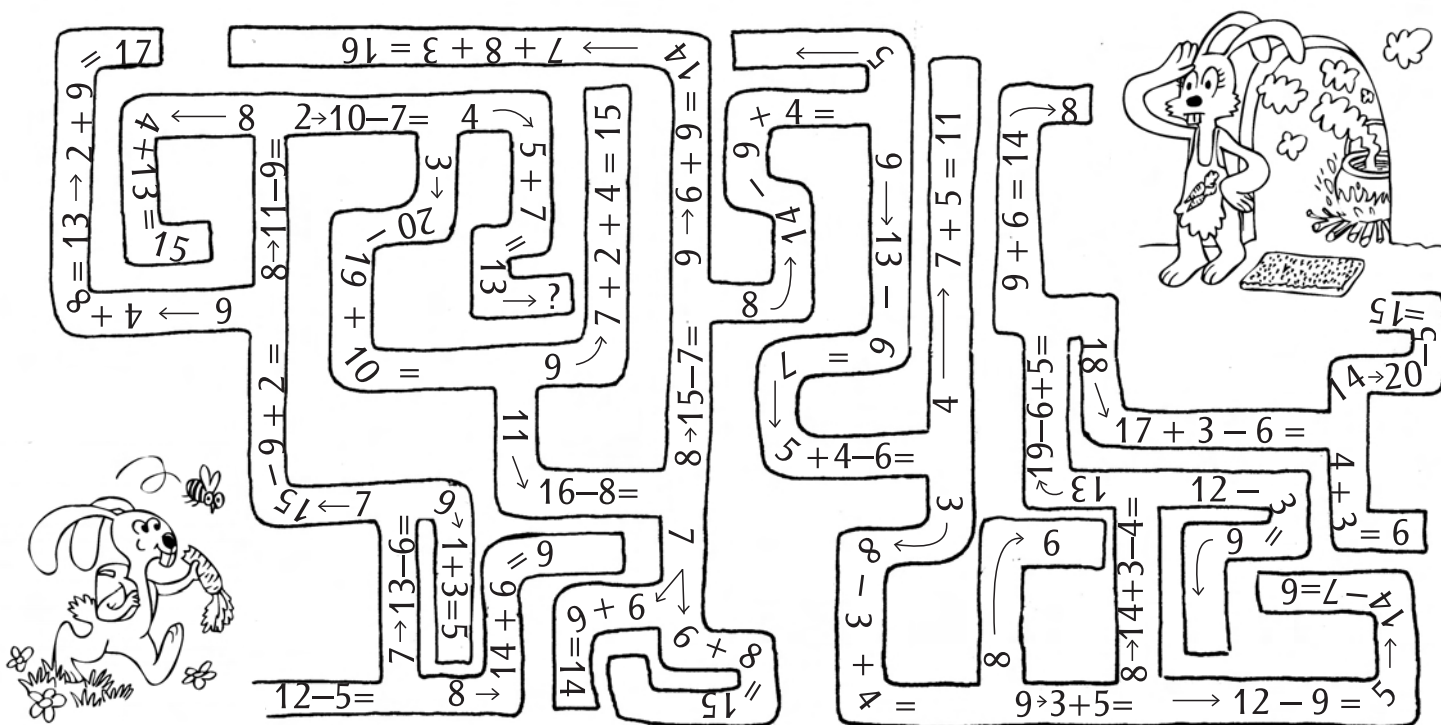 = 17
16 = 3 + 8 + 7 ← 14
5 ←
8 = 13 → 2 + 9
4 ← 8
2→10−7= 4 →
+ 13 =
15
8→11−9=
3 →
20 −
19 +
10 =
5 + 7 =
13 → ?
6 → 7 + 2 + 4 = 15
9 → 6 + 9 =
8 →
14 − 9 + 4 =
9 → 13 − 6 = 7 →
4 → 7 + 5 = 11
9 + 6 = 14 → 8
6 ← 4 +
15 − 9 + 2 =
7 →
11 → 16−8=
8→15−7=
5 +4−6=
19−6+5=
18 → 17 + 3 − 6 =
14→20−5=15
4 + 3 = 9
9 → 1+3=5
7→13−6=
14 + 9 = 9
7
9 + 6 =14
9 + 8 = 15
3 → 8 − 3 + 4 =
8 → 6
13 →
12 − 3 = 9 →
8→14+3−4=
14−7=6
12−5= 8 →
9→3+5= → 12 − 9 = 5 →